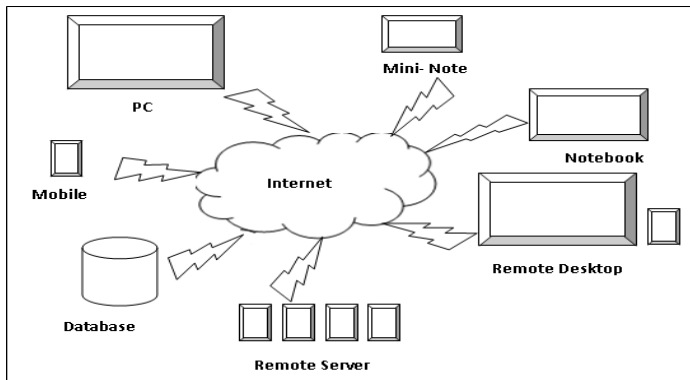 Mini- Note
PC
Notebook
Internet
Mobile
Remote Desktop
Database
Remote Server